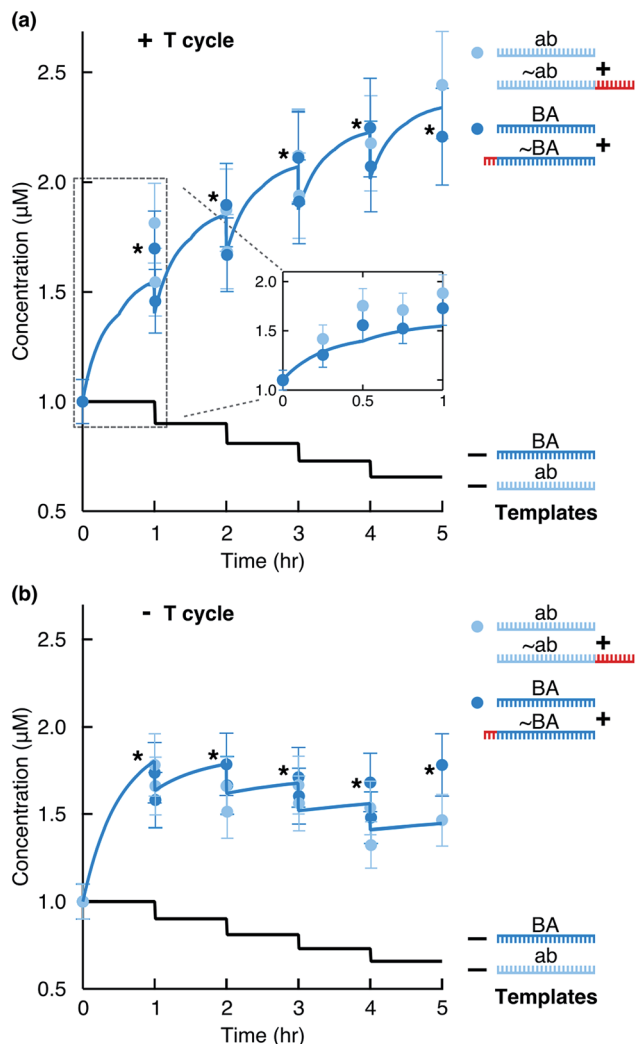 (a)
+ T cycle
Concentration (µM)
2.5
2.0
1.5
1.0
0.5
0
1
2
3
4
5
Time (hr)
*
*
*
*
*
2.0
1.5
1.0
0
0.5
1
ab
~ab
+
BA
~BA
+
BA
ab
Templates
(b)
- T cycle
Concentration (µM)
2.5
2.0
1.5
1.0
0.5
0
1
2
3
4
5
Time (hr)
*
*
*
*
*
ab
~ab
+
BA
~BA
+
BA
ab
Templates